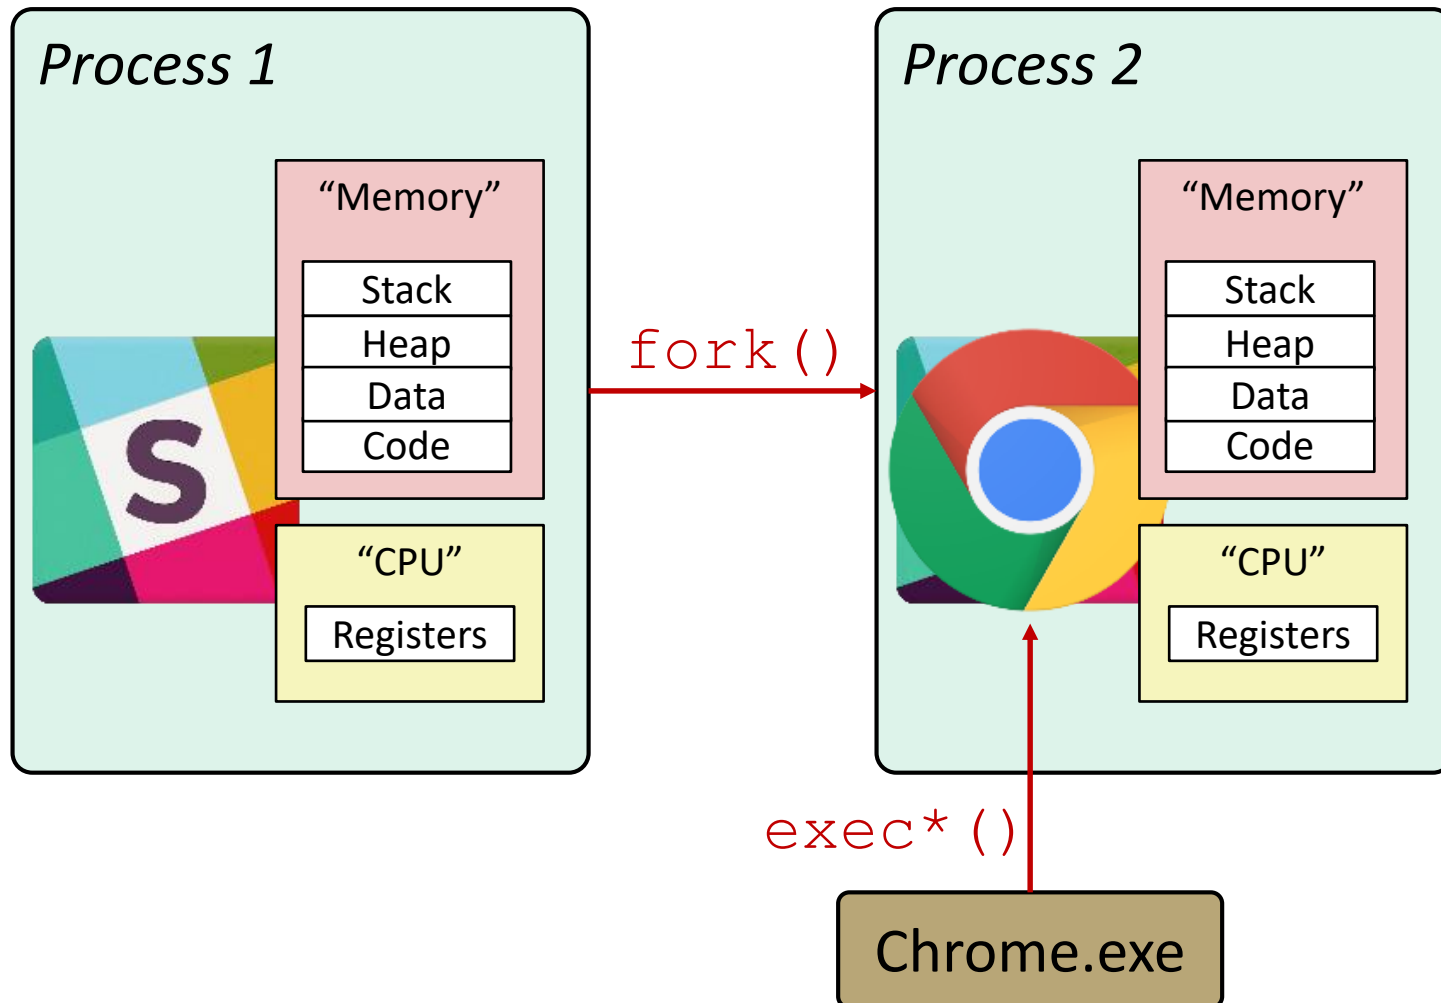 Process 1
“Memory”
Stack
Heap
Data
Code
S
“CPU”
Registers
fork()
Process 2
“Memory”
Stack
Heap
Data
Code
“CPU”
Registers
exec*()
Chrome.exe